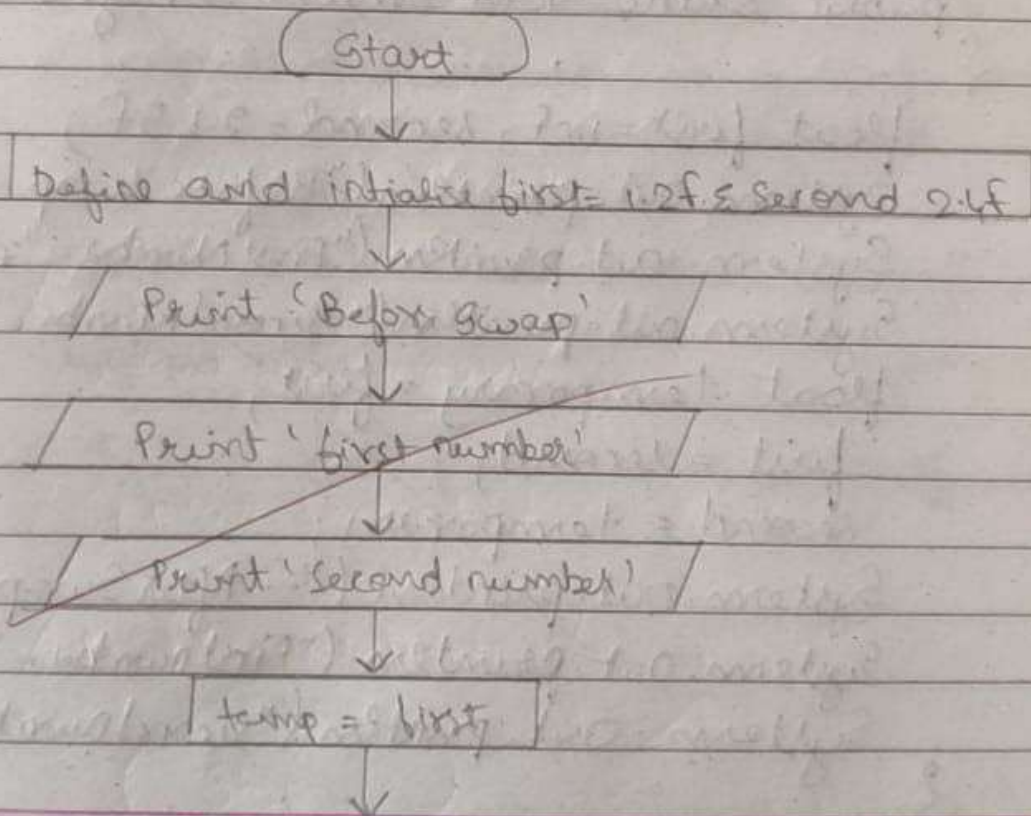 Start
Define and intialise first= 1.2f & Second 2.4f
Print 'Before Swap'
Print 'first number'
Print 'Second number'
temp = first;